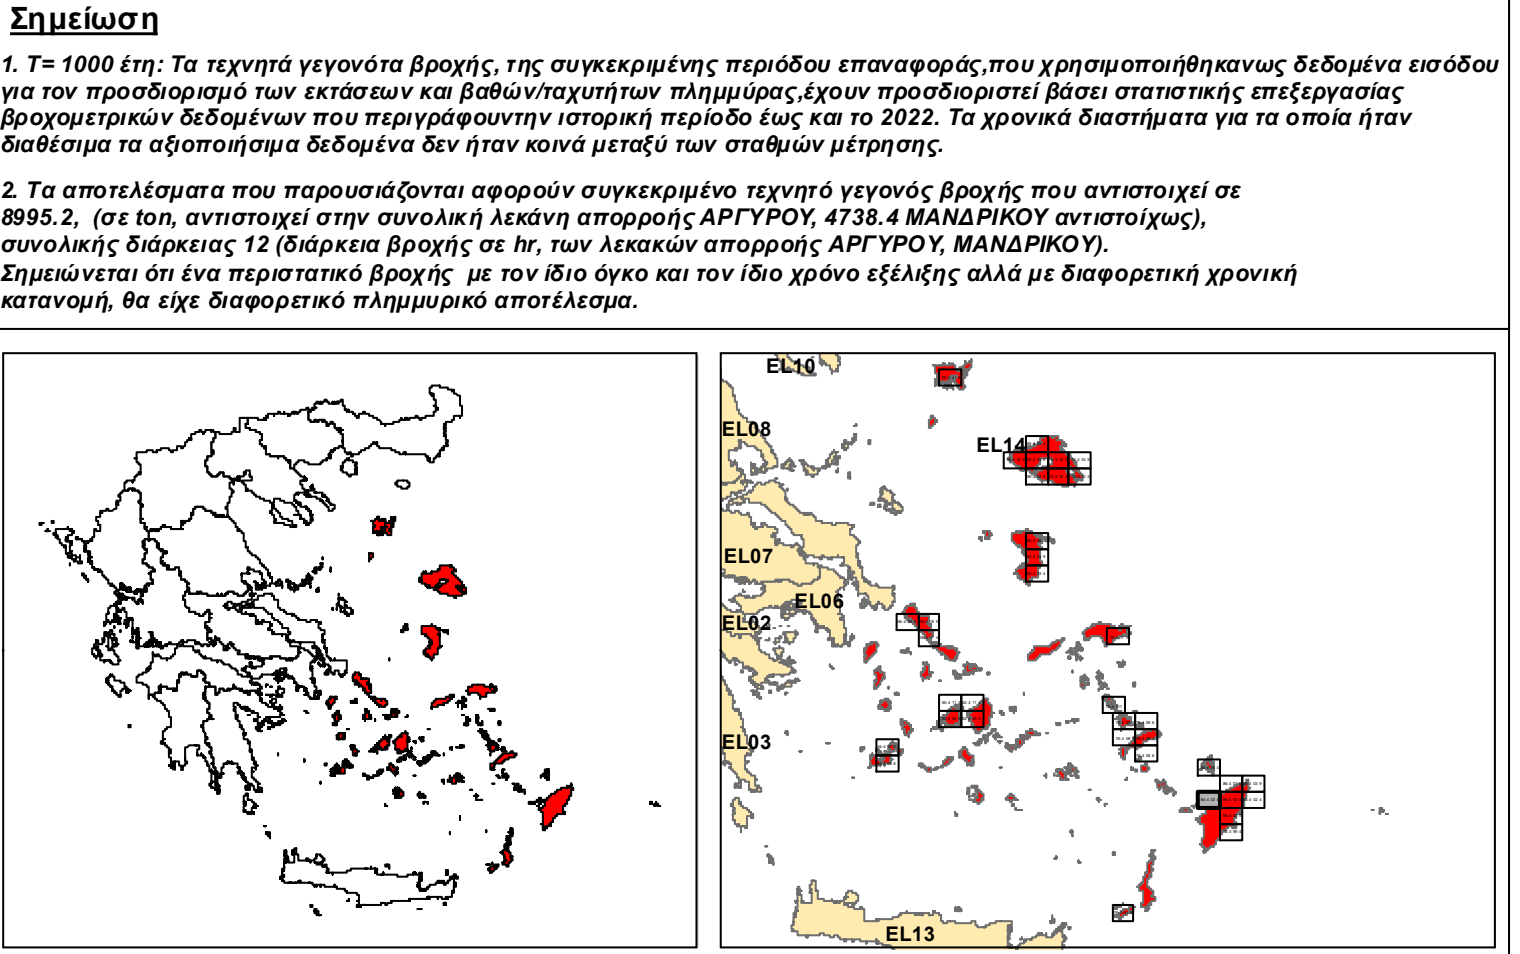 Σημείωση
1. Τ= 1000 έτη: Τα τεχνητά γεγονότα βροχής, της συγκεκριμένης περιόδου επαναφοράς,που χρησιμοποιήθηκανως δεδομένα εισόδου
για τον προσδιορισμό των εκτάσεων και βαθών/ταχυτήτων πλημμύρας,έχουν προσδιοριστεί βάσει στατιστικής επεξεργασίας
βροχομετρικών δεδομένων που περιγράφουντην ιστορική περίοδο έως και το 2022. Τα χρονικά διαστήματα για τα οποία ήταν
διαθέσιμα τα αξιοποιήσιμα δεδομένα δεν ήταν κοινά μεταξύ των σταθμών μέτρησης.
2. Τα αποτελέσματα που παρουσιάζονται αφορούν συγκεκριμένο τεχνητό γεγονός βροχής που αντιστοιχεί σε
8995.2, (σε ton, αντιστοιχεί στην συνολική λεκάνη απορροής ΑΡΓΥΡΟΥ, 4738.4 ΜΑΝΔΡΙΚΟΥ αντιστοίχως),
συνολικής διάρκειας 12 (διάρκεια βροχής σε hr, των λεκακών απορροής ΑΡΓΥΡΟΥ, ΜΑΝΔΡΙΚΟΥ).
Σημειώνεται ότι ένα περιστατικό βροχής με τον ίδιο όγκο και τον ίδιο χρόνο εξέλιξης αλλά με διαφορετική χρονική
κατανομή, θα είχε διαφορετικό πλημμυρικό αποτέλεσμα.
EL10
EL08
EL14
EL07
EL06
EL02
EL03
EL13